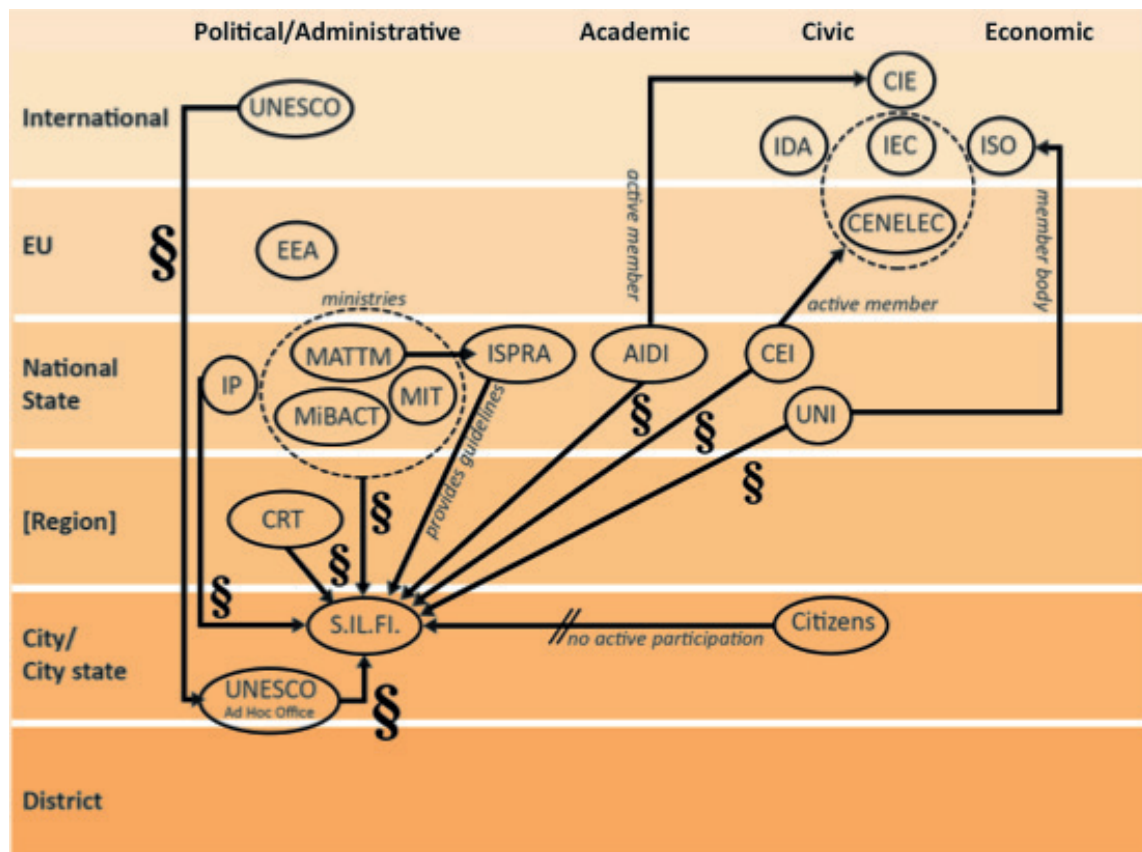 Political/Administrative
Academic
Civic
Economic
International
UNESCO
CIE
IDA
IEC
ISO
EU
§
EEA
active member
CENELEC
member body
ministries
active member
National
State
IP
MATTM
MIT
MiBACT
ISPRA
AIDI
CEI
UNI
§
§
§
provides guidelines
[Region]
CRT
§
§
§
City/
City state
S.IL.FI.
no active participation
Citizens
UNESCO
Ad Hoc Office
§
District